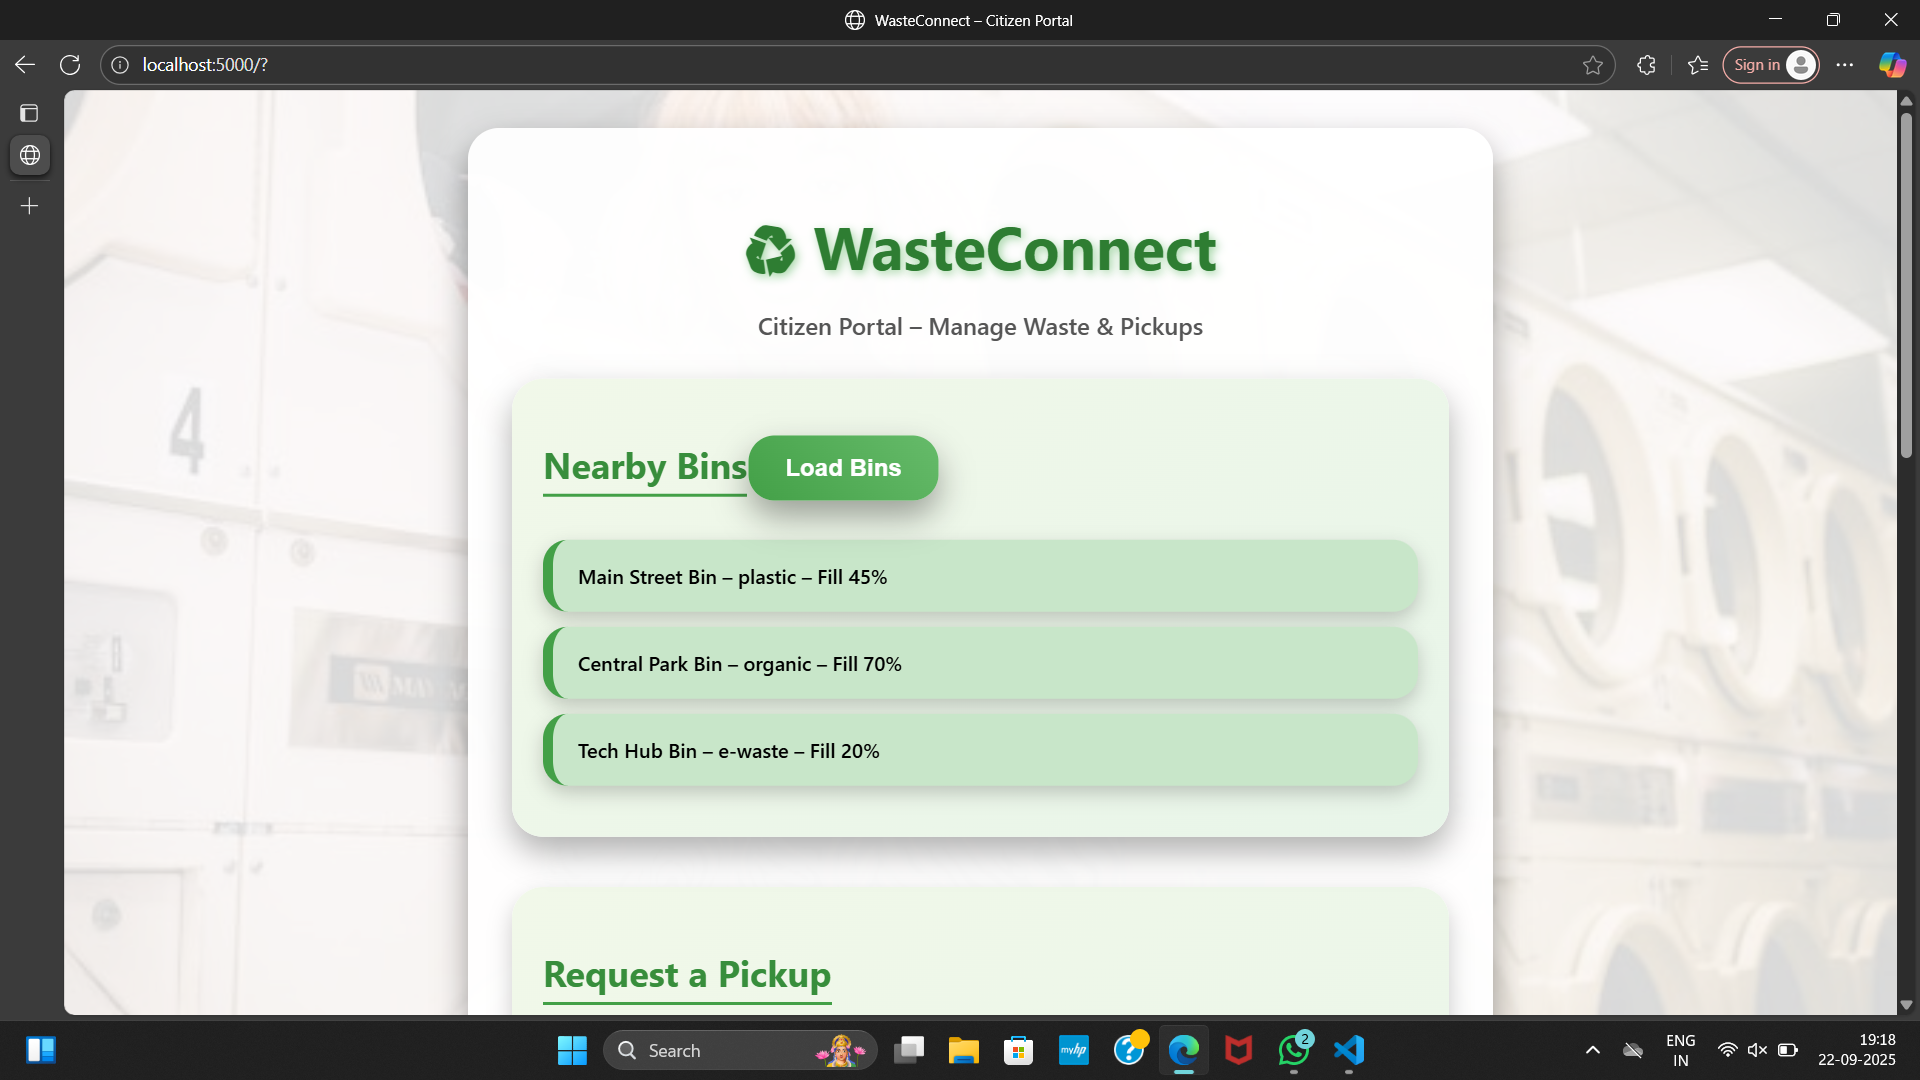 WasteConnect – Citizen Portal
localhost:5000/?
Sign in
4
WasteConnect
Citizen Portal – Manage Waste & Pickups
Nearby Bins
Load Bins
Main Street Bin – plastic – Fill 45%
Central Park Bin – organic – Fill 70%
Tech Hub Bin – e-waste – Fill 20%
Request a Pickup
Search
myhp
2
ENG
IN
19:18
22-09-2025